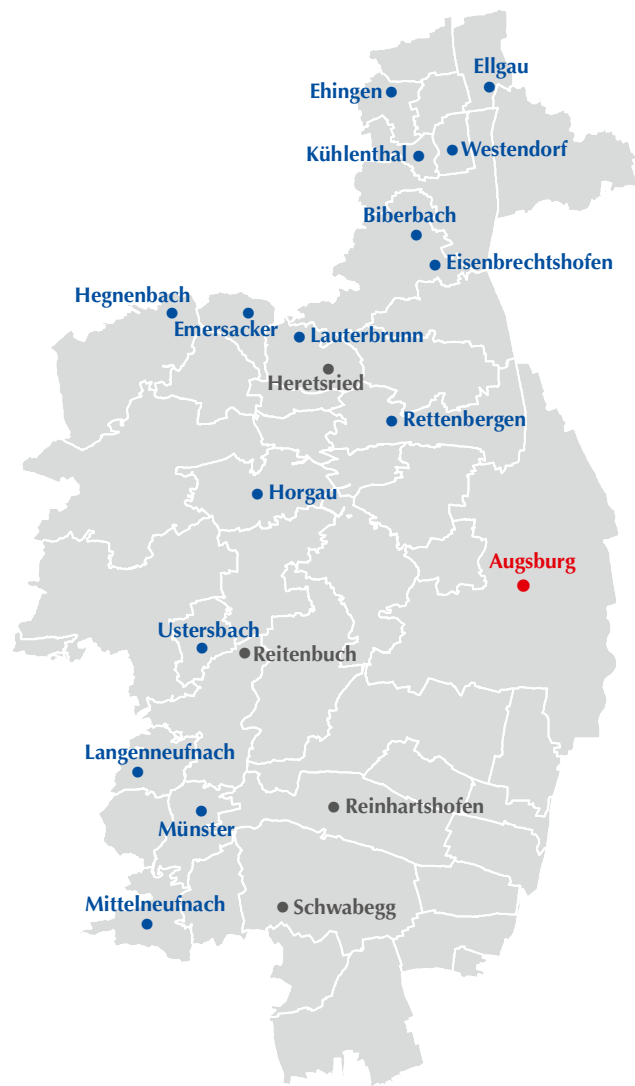 Ellgau
Ehingen
Westendorf
Kühlenthal
Biberbach
Eisenbrechtshofen
Hegnenbach
Emersacker
Lauterbrunn
Heretsried
Rettenbergen
Horgau
Augsburg
Ustersbach
Reitenbuch
Langenneufnach
Reinhartshofen
Münster
Mittelneufnach
Schwabegg